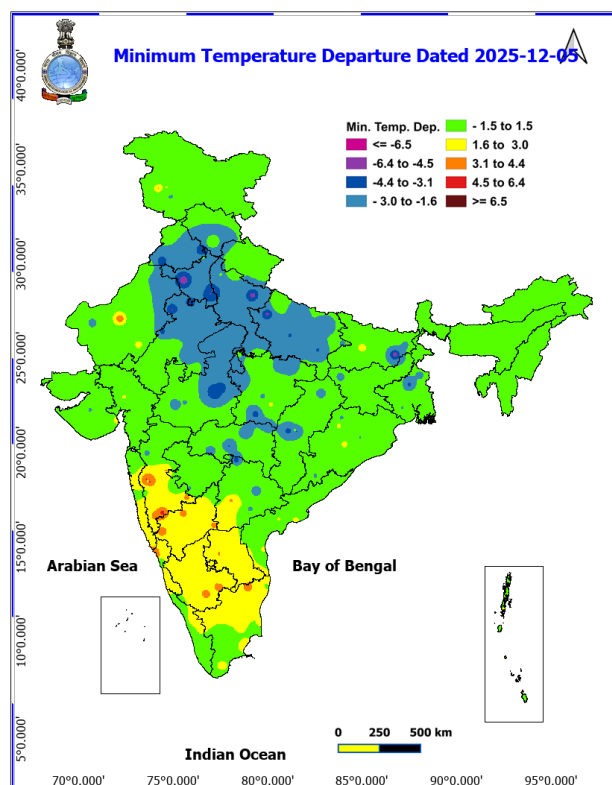 Minimum Temperature Departure Dated 2025-12-05
Min. Temp. Dep.
<= -6.5
-6.4 to -4.5
-4.4 to -3.1
- 3.0 to -1.6
- 1.5 to 1.5
1.6 to 3.0
3.1 to 4.4
4.5 to 6.4
>= 6.5
40°0.000'
35°0.000'
30°0.000'
25°0.000'
20°0.000'
15°0.000'
10°0.000'
5°0.000'
Arabian Sea
Bay of Bengal
Indian Ocean
0 250 500 km
70°0.000' 75°0.000' 80°0.000' 85°0.000' 90°0.000' 95°0.000'